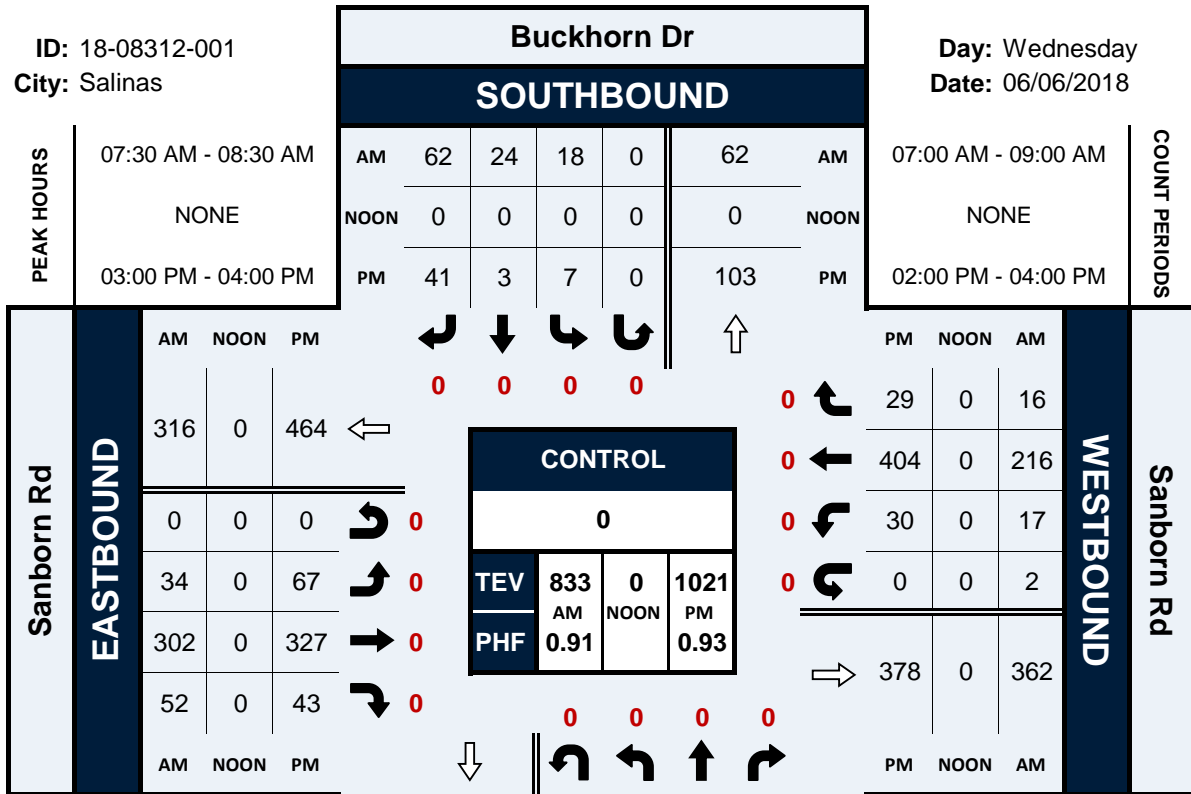 Buckhorn Dr
ID: 18-08312-001
Day: Wednesday
City: Salinas
Date: 06/06/2018
SOUTHBOUND
PEAK HOURS
07:30 AM - 08:30 AM
AM 62 24 18 0 62 AM
07:00 AM - 09:00 AM
COUNT PERIODS
NONE
NOON 0 0 0 0 0 NOON
NONE
03:00 PM - 04:00 PM
PM 41 3 7 0 103 PM
02:00 PM - 04:00 PM
AM NOON PM
PM NOON AM
0 0 0 0
0 29 0 16
316 0 464
0 404 0 216
CONTROL
0
0 0 0 0
0 30 0 17
34 0 67 0
0 0 0 2
TEV 833 0 1021
AM NOON PM
PHF 0.91 0.93
302 0 327 0
378 0 362
52 0 43 0
0 0 0 0
AM NOON PM
PM NOON AM
Sanborn Rd
EASTBOUND
WESTBOUND
Sanborn Rd